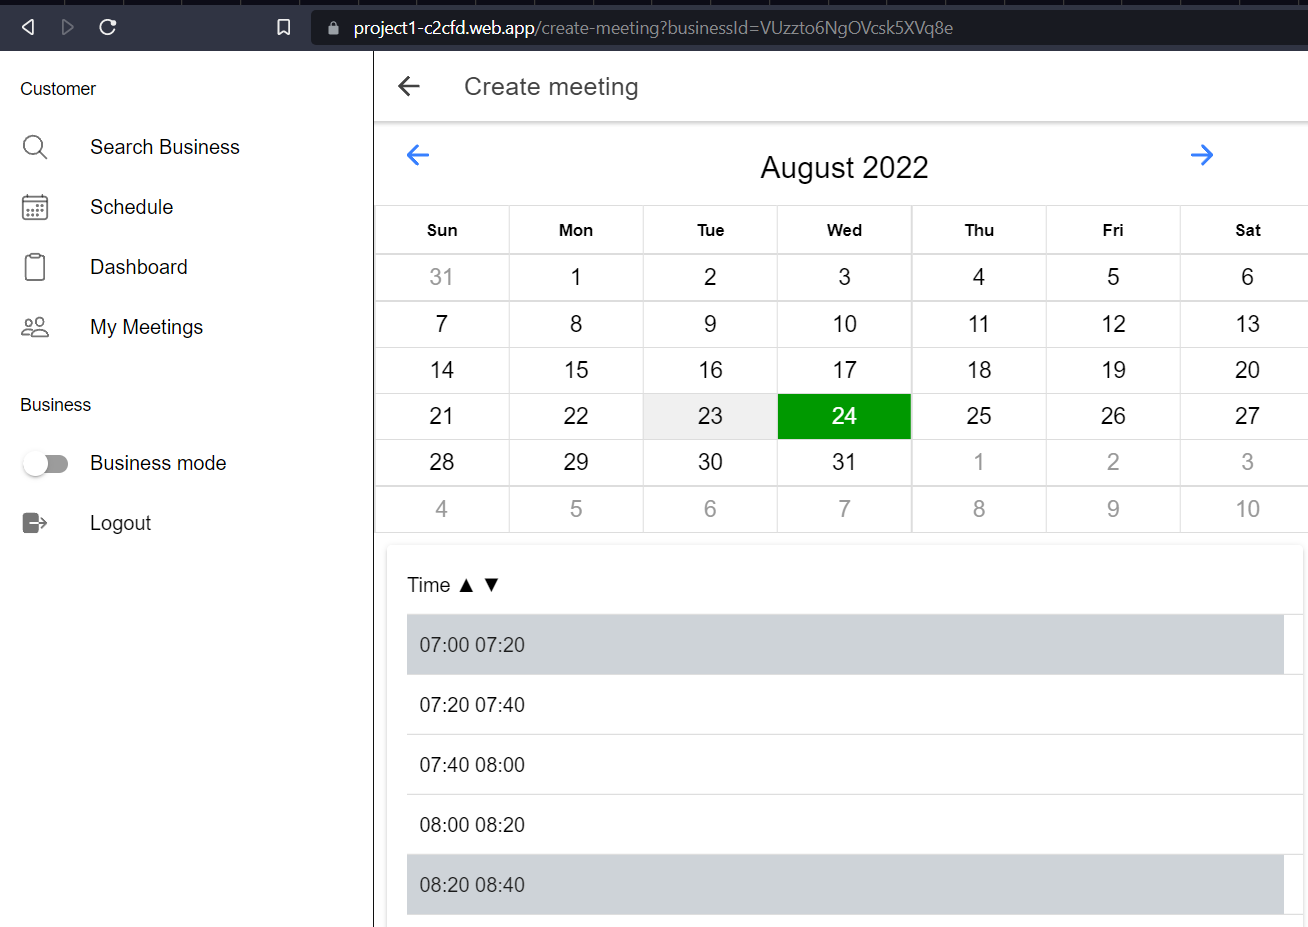 project1-c2cfd.web.app/create-meeting?businessId=VUzzto6NgOVcsk5XVq8e
Customer
Search Business
Schedule
Dashboard
My Meetings
Business
Business mode
Logout
Create meeting
August 2022
Sun Mon Tue Wed Thu Fri Sat
31 1 2 3 4 5 6
7 8 9 10 11 12 13
14 15 16 17 18 19 20
21 22 23 24 25 26 27
28 29 30 31 1 2 3
4 5 6 7 8 9 10
Time ▲ ▼
07:00 07:20
07:20 07:40
07:40 08:00
08:00 08:20
08:20 08:40